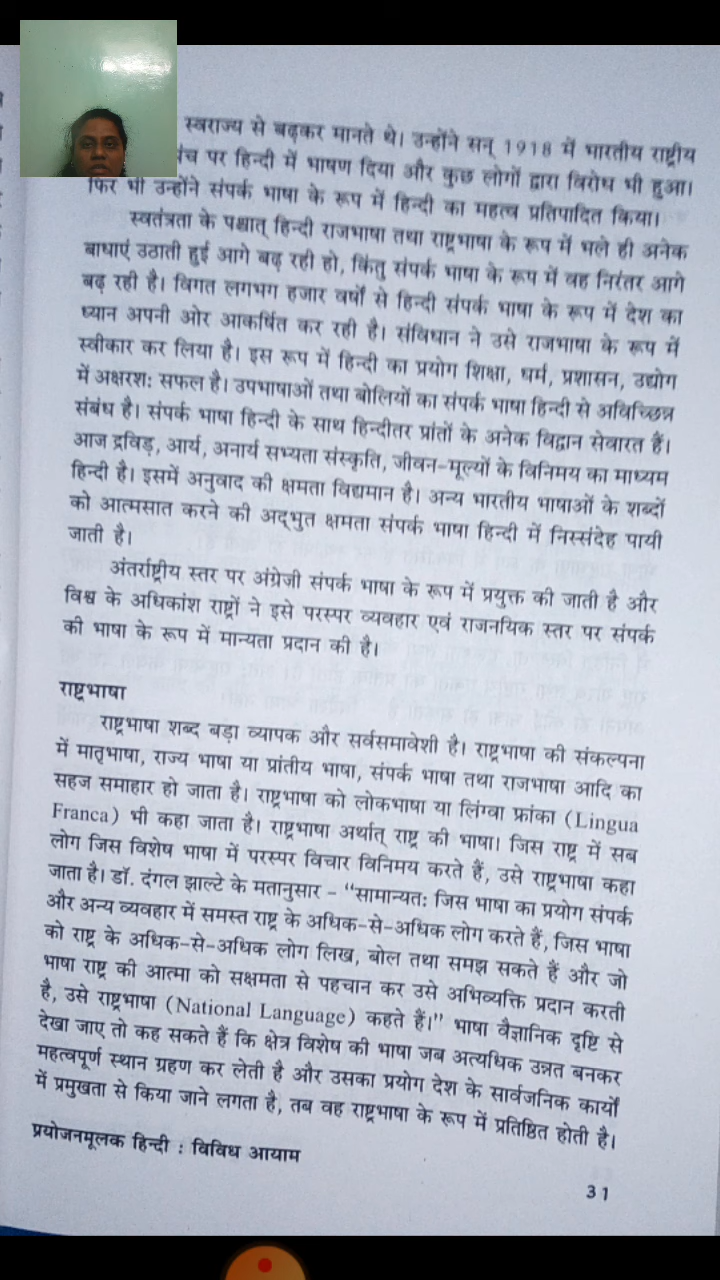 स्वराज्य से बढ़कर मानते थे। उन्होंने सन् 1918 में भारतीय राष्ट्रीय
पर हिन्दी में भाषण दिया और कुछ लोगों द्वारा विरोध भी हुआ।
फिर भी उन्होंने संपर्क भाषा के रूप में हिन्दी का महत्व प्रतिपादित किया।
स्वतंत्रता के पश्चात् हिन्दी राजभाषा तथा राष्ट्रभाषा के रूप में भले ही अनेक
बाधाएं उठाती हुई आगे बढ़ रही हो, किंतु संपर्क भाषा के रूप में वह निरंतर आगे
बढ़ रही है। विगत लगभग हजार वर्षों से हिन्दी संपर्क भाषा के रूप में देश का
ध्यान अपनी ओर आकर्षित कर रही है। संविधान ने उसे राजभाषा के रूप में
स्वीकार कर लिया है। इस रूप में हिन्दी का प्रयोग शिक्षा, धर्म, प्रशासन, उद्योग
में अक्षरश: सफल है। उपभाषाओं तथा बोलियों का संपर्क भाषा हिन्दी से अविच्छिन्न
संबंध है। संपर्क भाषा हिन्दी के साथ हिन्दीतर प्रांतों के अनेक विद्वान सेवारत हैं।
आज द्रविड़, आर्य, अनार्य सभ्यता संस्कृति, जीवन-मूल्यों के विनिमय का माध्यम
हिन्दी है। इसमें अनुवाद की क्षमता विद्यमान है। अन्य भारतीय भाषाओं के शब्दों
को आत्मसात करने की अद्‌भुत क्षमता संपर्क भाषा हिन्दी में निस्संदेह पायी
जाती है।
अंतर्राष्ट्रीय स्तर पर अंग्रेजी संपर्क भाषा के रूप में प्रयुक्त की जाती है और
विश्व के अधिकांश राष्ट्रों ने इसे परस्पर व्यवहार एवं राजनयिक स्तर पर संपर्क
की भाषा के रूप में मान्यता प्रदान की है।
राष्ट्रभाषा
राष्ट्रभाषा शब्द बड़ा व्यापक और सर्वसमावेशी है। राष्ट्रभाषा की संकल्पना
में मातृभाषा, राज्य भाषा या प्रांतीय भाषा, संपर्क भाषा तथा राजभाषा आदि का
सहज समाहार हो जाता है। राष्ट्रभाषा को लोकभाषा या लिंग्वा फ्रांका (Lingua
Franca) भी कहा जाता है। राष्ट्रभाषा अर्थात् राष्ट्र की भाषा। जिस राष्ट्र में सब
लोग जिस विशेष भाषा में परस्पर विचार विनिमय करते हैं, उसे राष्ट्रभाषा कहा
जाता है। डॉ. दंगल झाल्टे के मतानुसार - “सामान्यत: जिस भाषा का प्रयोग संपर्क
और अन्य व्यवहार में समस्त राष्ट्र के अधिक-से-अधिक लोग करते हैं, जिस भाषा
को राष्ट्र के अधिक-से-अधिक लोग लिख, बोल तथा समझ सकते हैं और जो
भाषा राष्ट्र की आत्मा को सक्षमता से पहचान कर उसे अभिव्यक्ति प्रदान करती
है, उसे राष्ट्रभाषा (National Language) कहते हैं।” भाषा वैज्ञानिक दृष्टि से
देखा जाए तो कह सकते हैं कि क्षेत्र विशेष की भाषा जब अत्यधिक उन्नत बनकर
महत्वपूर्ण स्थान ग्रहण कर लेती है और उसका प्रयोग देश के सार्वजनिक कार्यों
में प्रमुखता से किया जाने लगता है, तब वह राष्ट्रभाषा के रूप में प्रतिष्ठित होती है।
प्रयोजनमूलक हिन्दी : विविध आयाम
31